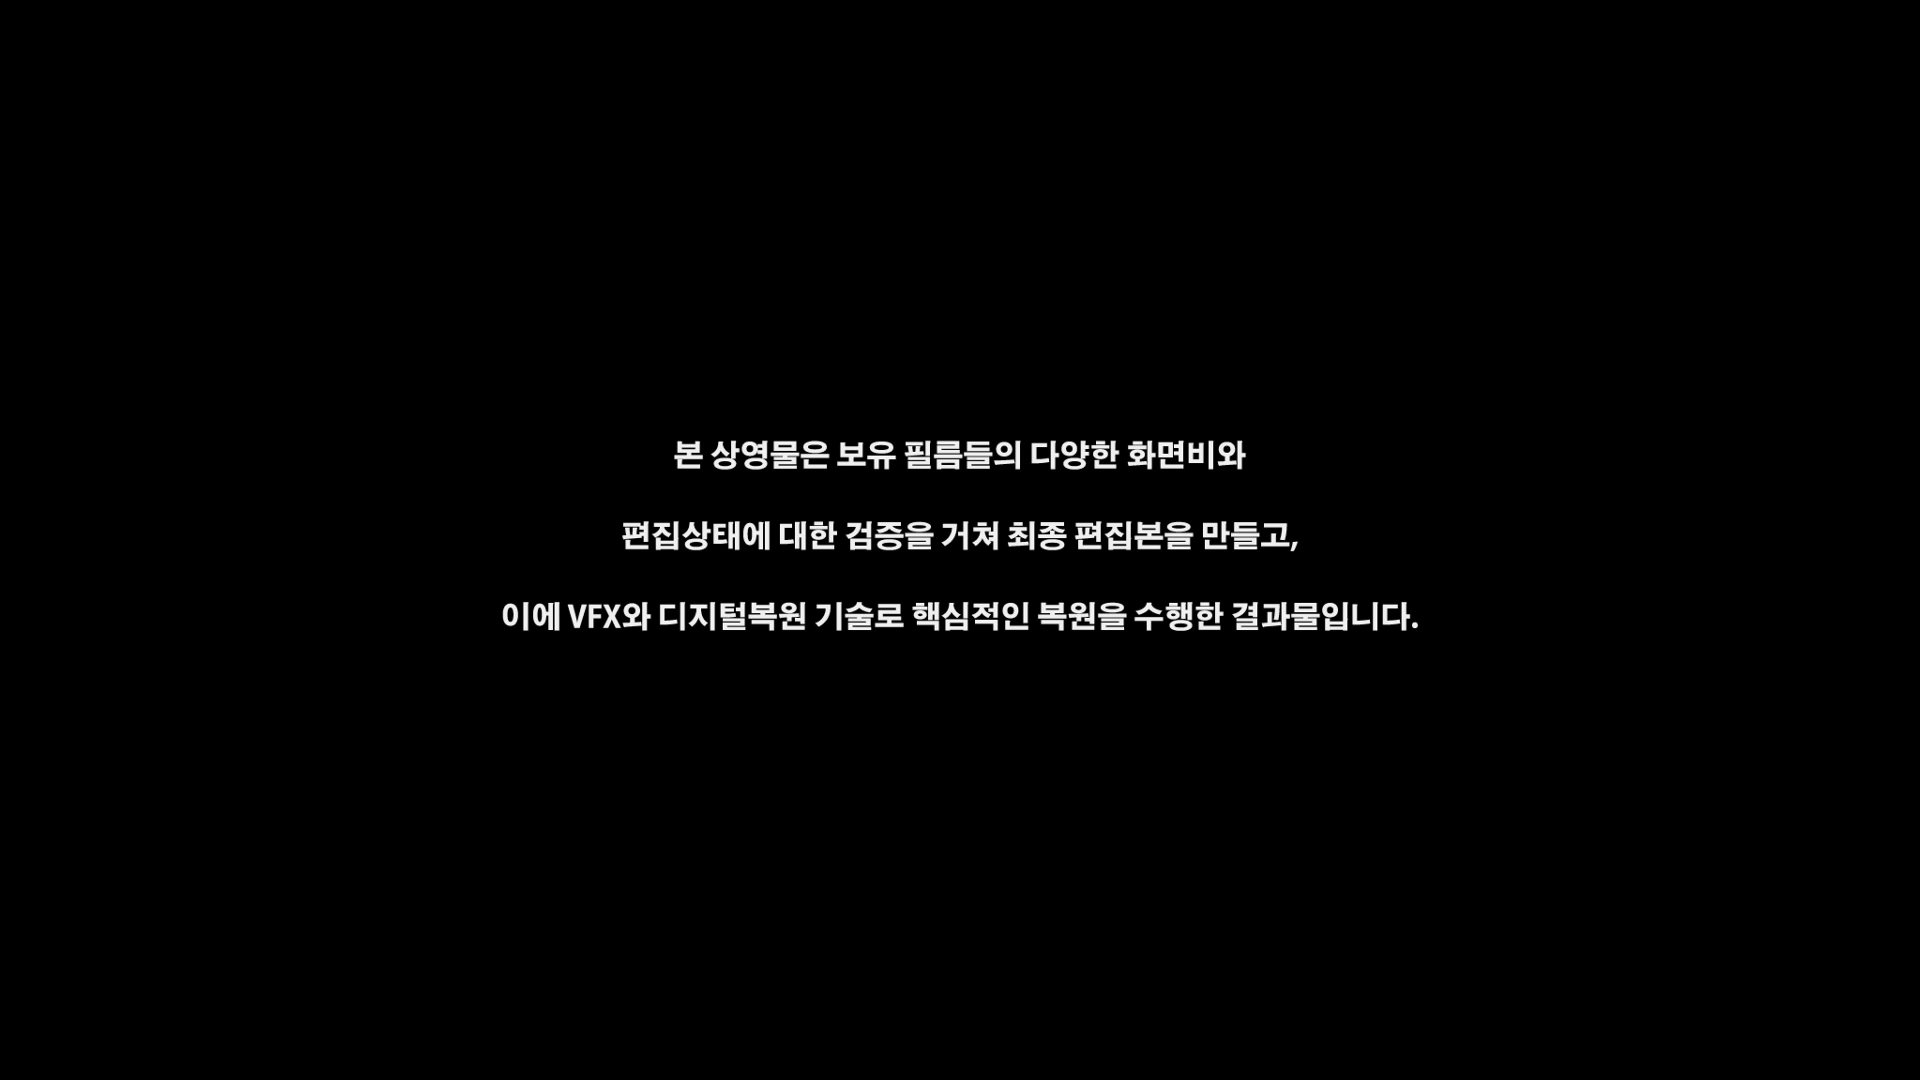 본 상영물은 보유 필름들의 다양한 화면비와
편집상태에 대한 검증을 거쳐 최종 편집본을 만들고,
이에 VFX와 디지털복원 기술로 핵심적인 복원을 수행한 결과물입니다.